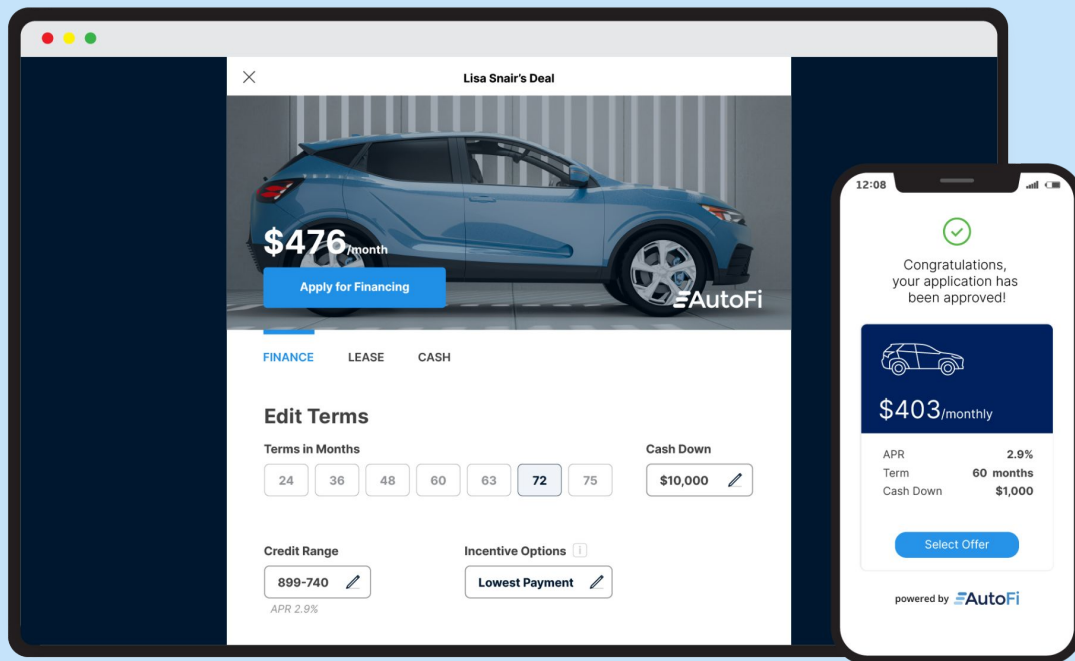 Lisa Snair's Deal
$476/month
Apply for Financing
AutoFi
FINANCE LEASE CASH
Edit Terms
Terms in Months
24 36 48 60 63 72 75
Cash Down
$10,000
Credit Range
899-740
APR 2.9%
Incentive Options i
Lowest Payment
12:08
Congratulations,
your application has
been approved!
$403/monthly
APR 2.9%
Term 60 months
Cash Down $1,000
Select Offer
powered by AutoFi